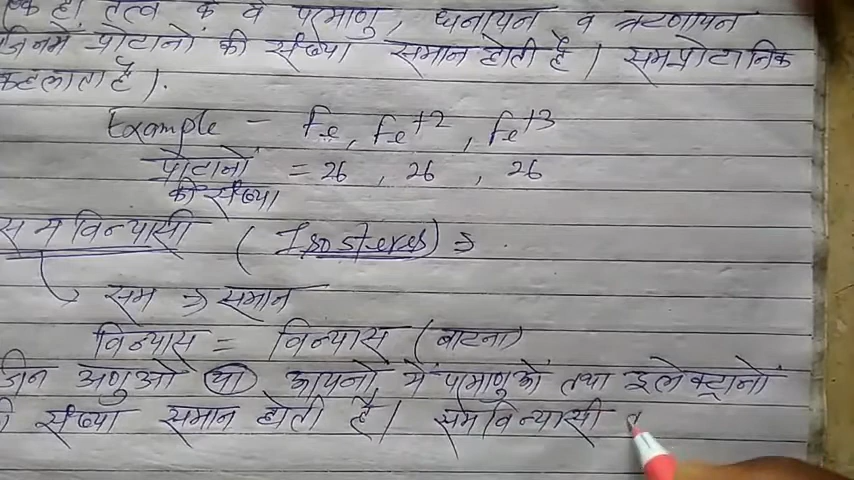 एक है। तत्व के वे परमाणु, धनायन व ऋणायन
जिनमें प्रोटानो की संख्या समान होती है। समप्रोटानिक
कहलाता है।
Example - Fe, Fe+2, Fe+3
प्रोटानों = 26, 26, 26
की संख्या
समविन्यासी (Isosteres) ⇒
सम ⇒ समान
विन्यास = विन्यास (बाटना)
जिन अणुओ या आयनो में परमाणुओं तथा इलेक्ट्रानों
की संख्या समान होती है। समविन्यासी